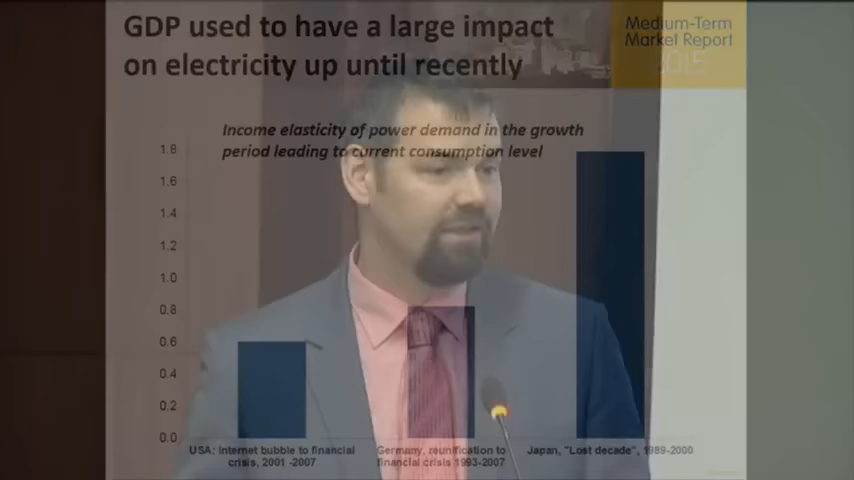 GDP used to have a large impact
on electricity up until recently
Medium-Term
Market Report
2015
Income elasticity of power demand in the growth
period leading to current consumption level
1.8
1.6
1.4
1.2
1.0
0.8
0.6
0.4
0.2
0.0
USA: Internet bubble to financial
crisis, 2001 -2007
Germany, reunification to
financial crisis 1993-2007
Japan, "Lost decade", 1989-2000